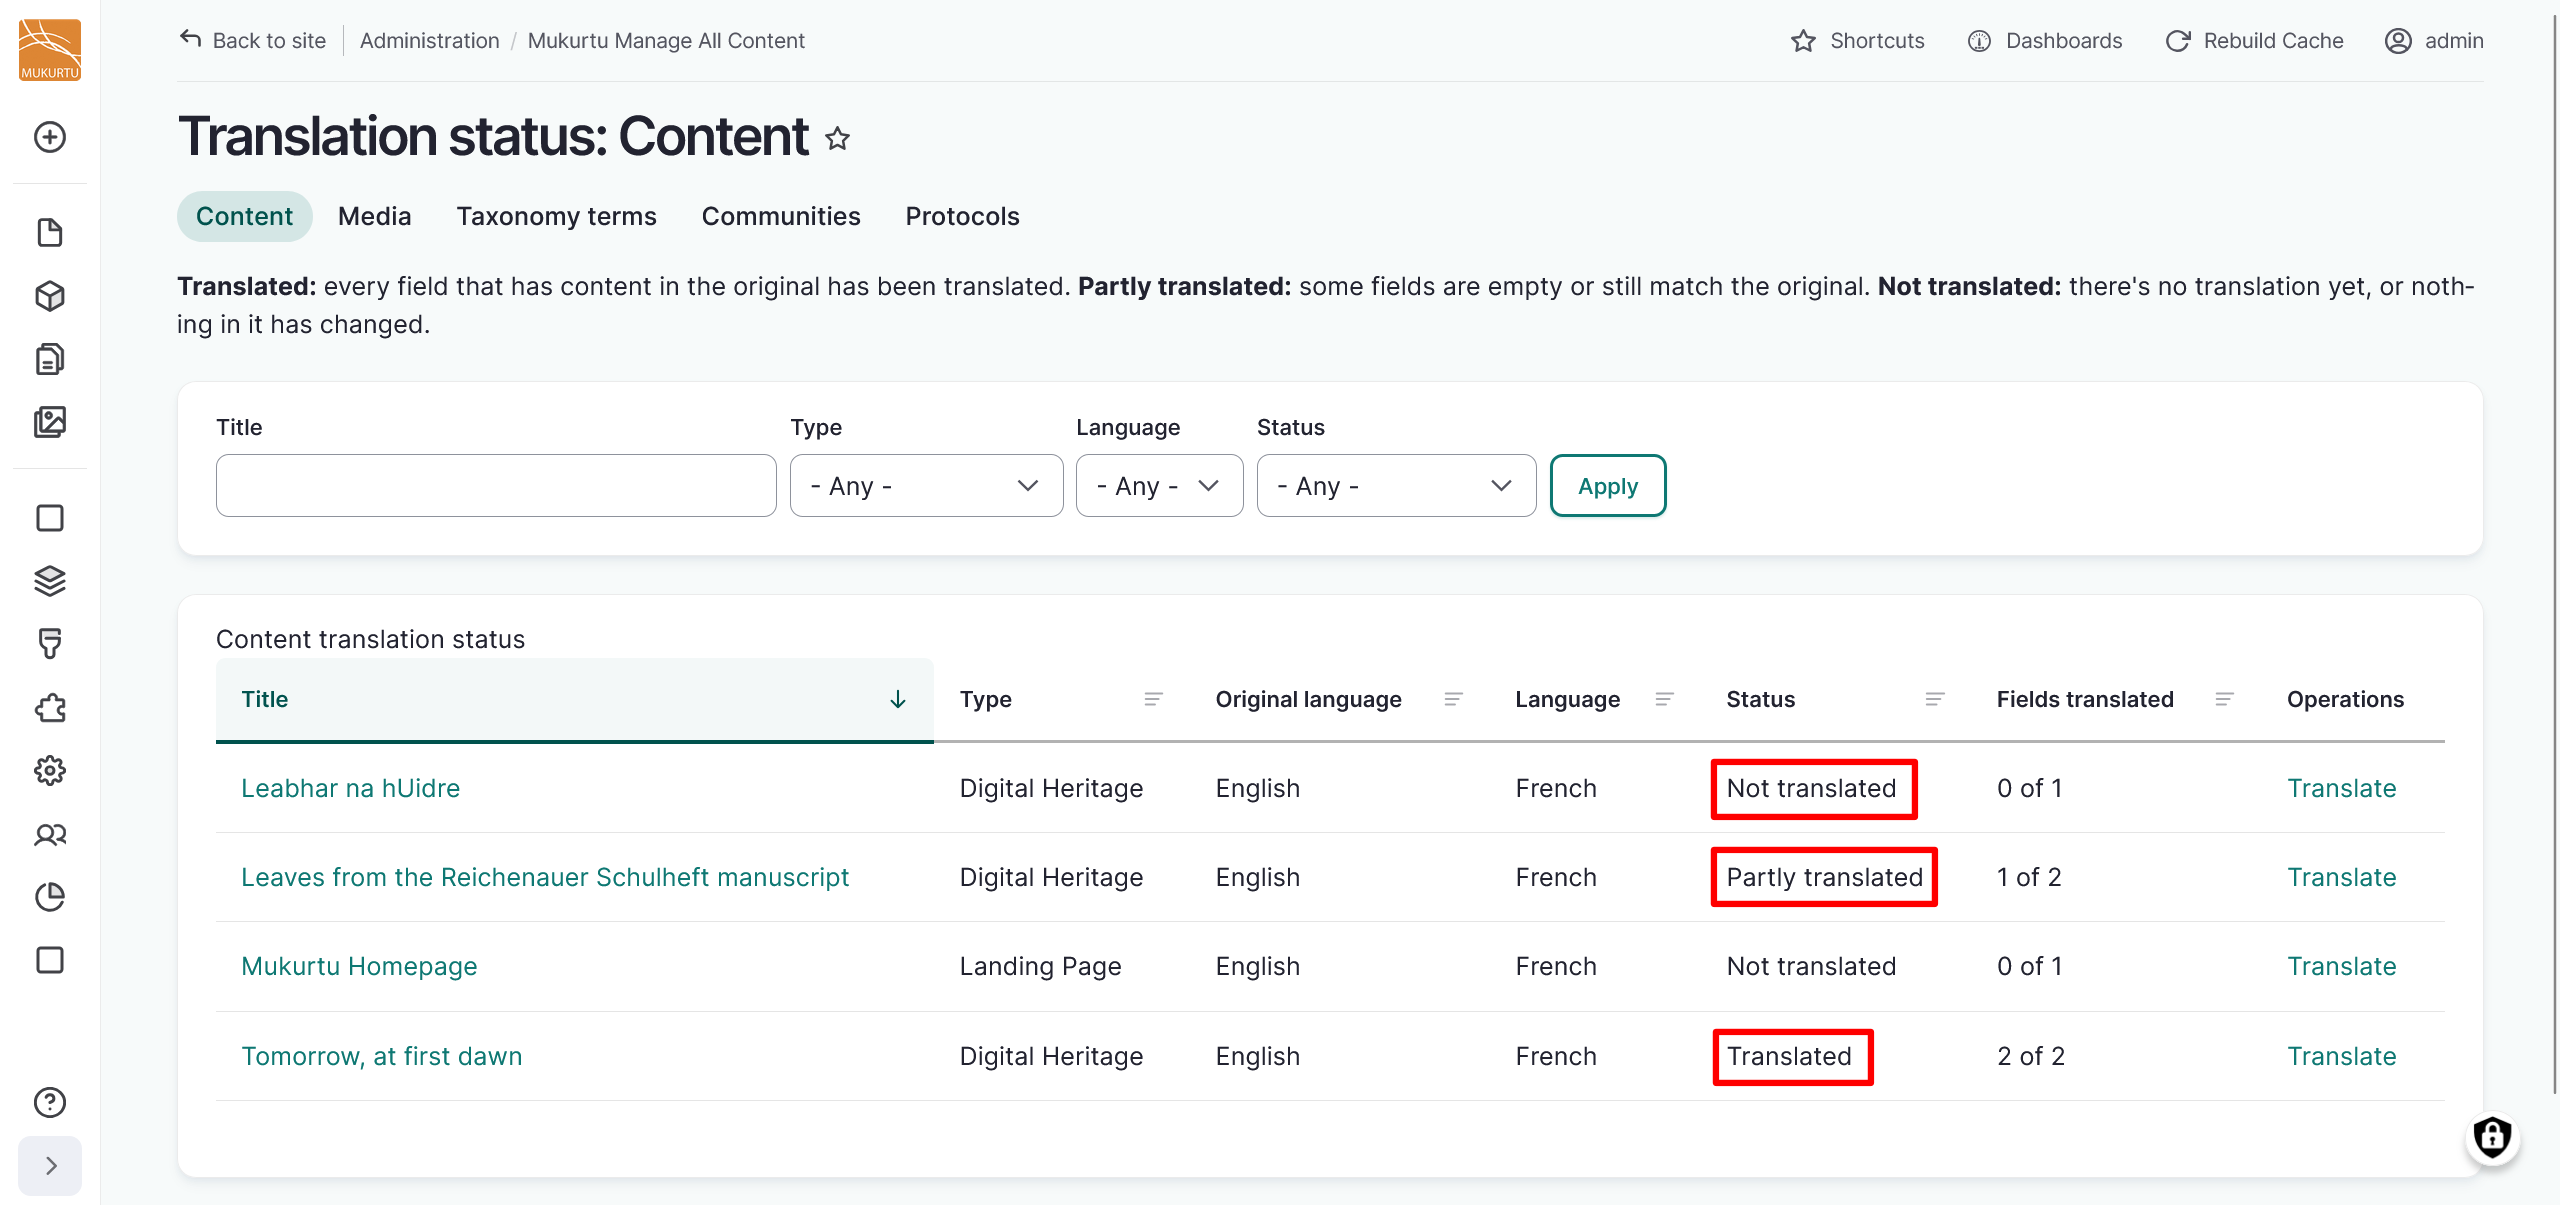 MUKURTU
Back to site
Administration / Mukurtu Manage All Content
Shortcuts
Dashboards
Rebuild Cache
admin
Translation status: Content
Content
Media
Taxonomy terms
Communities
Protocols
Translated: every field that has content in the original has been translated. Partly translated: some fields are empty or still match the original. Not translated: there's no translation yet, or noth-
ing in it has changed.
Title
Type
Language
Status
- Any -
- Any -
- Any -
Apply
Content translation status
Title Type Original language Language Status Fields translated Operations
Leabhar na hUidre Digital Heritage English French Not translated 0 of 1 Translate
Leaves from the Reichenauer Schulheft manuscript Digital Heritage English French Partly translated 1 of 2 Translate
Mukurtu Homepage Landing Page English French Not translated 0 of 1 Translate
Tomorrow, at first dawn Digital Heritage English French Translated 2 of 2 Translate